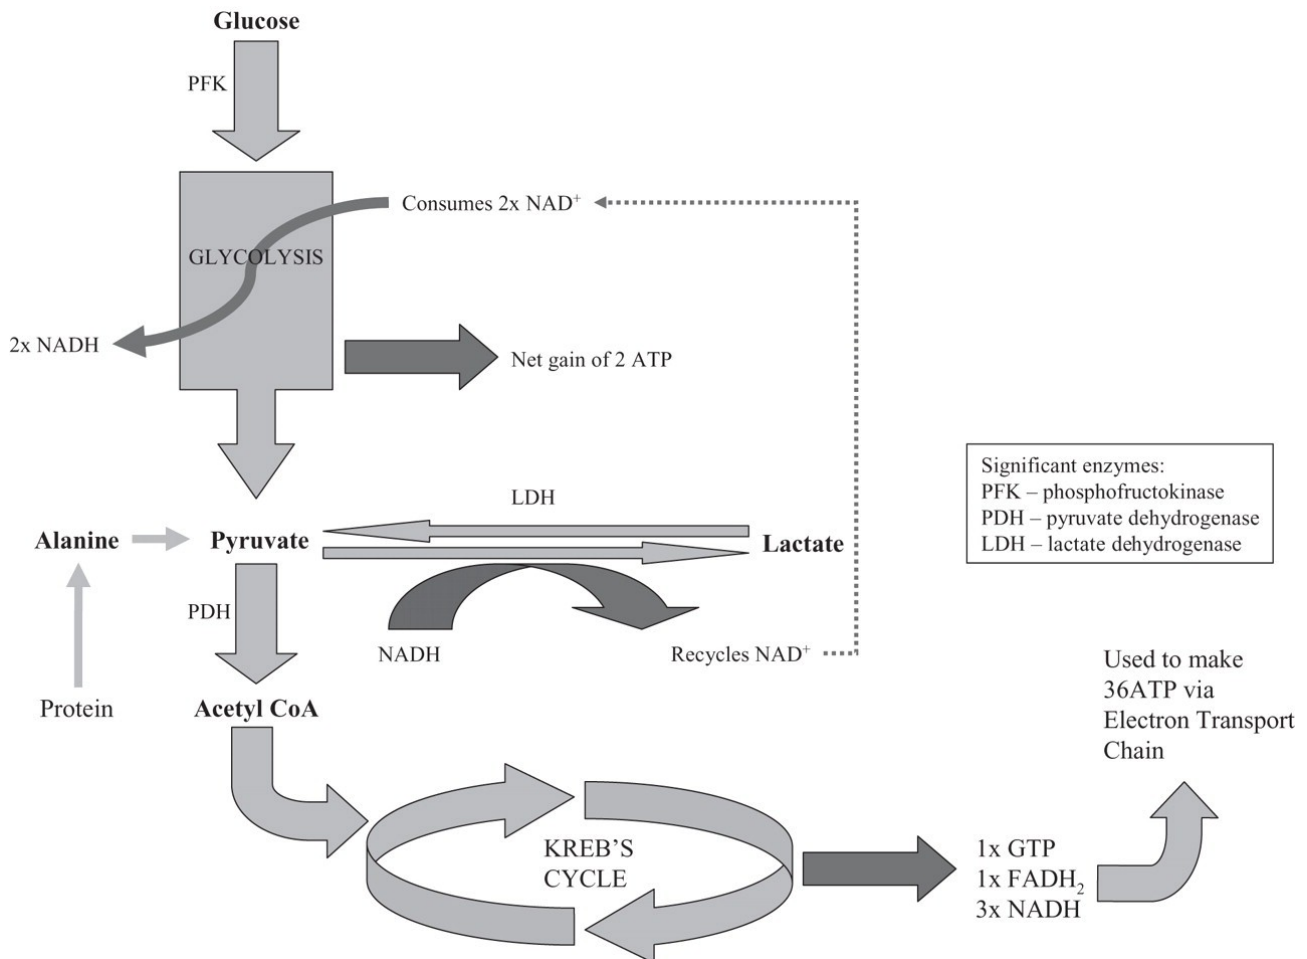 Glucose
PFK
Consumes 2x NAD⁺
GLYCOLYSIS
2x NADH
Net gain of 2 ATP
Significant enzymes:
PFK – phosphofructokinase
PDH – pyruvate dehydrogenase
LDH – lactate dehydrogenase
LDH
Alanine
Pyruvate
Lactate
PDH
NADH
Recycles NAD⁺
Protein
Acetyl CoA
Used to make
36ATP via
Electron Transport
Chain
KREB'S
CYCLE
1x GTP
1x FADH₂
3x NADH